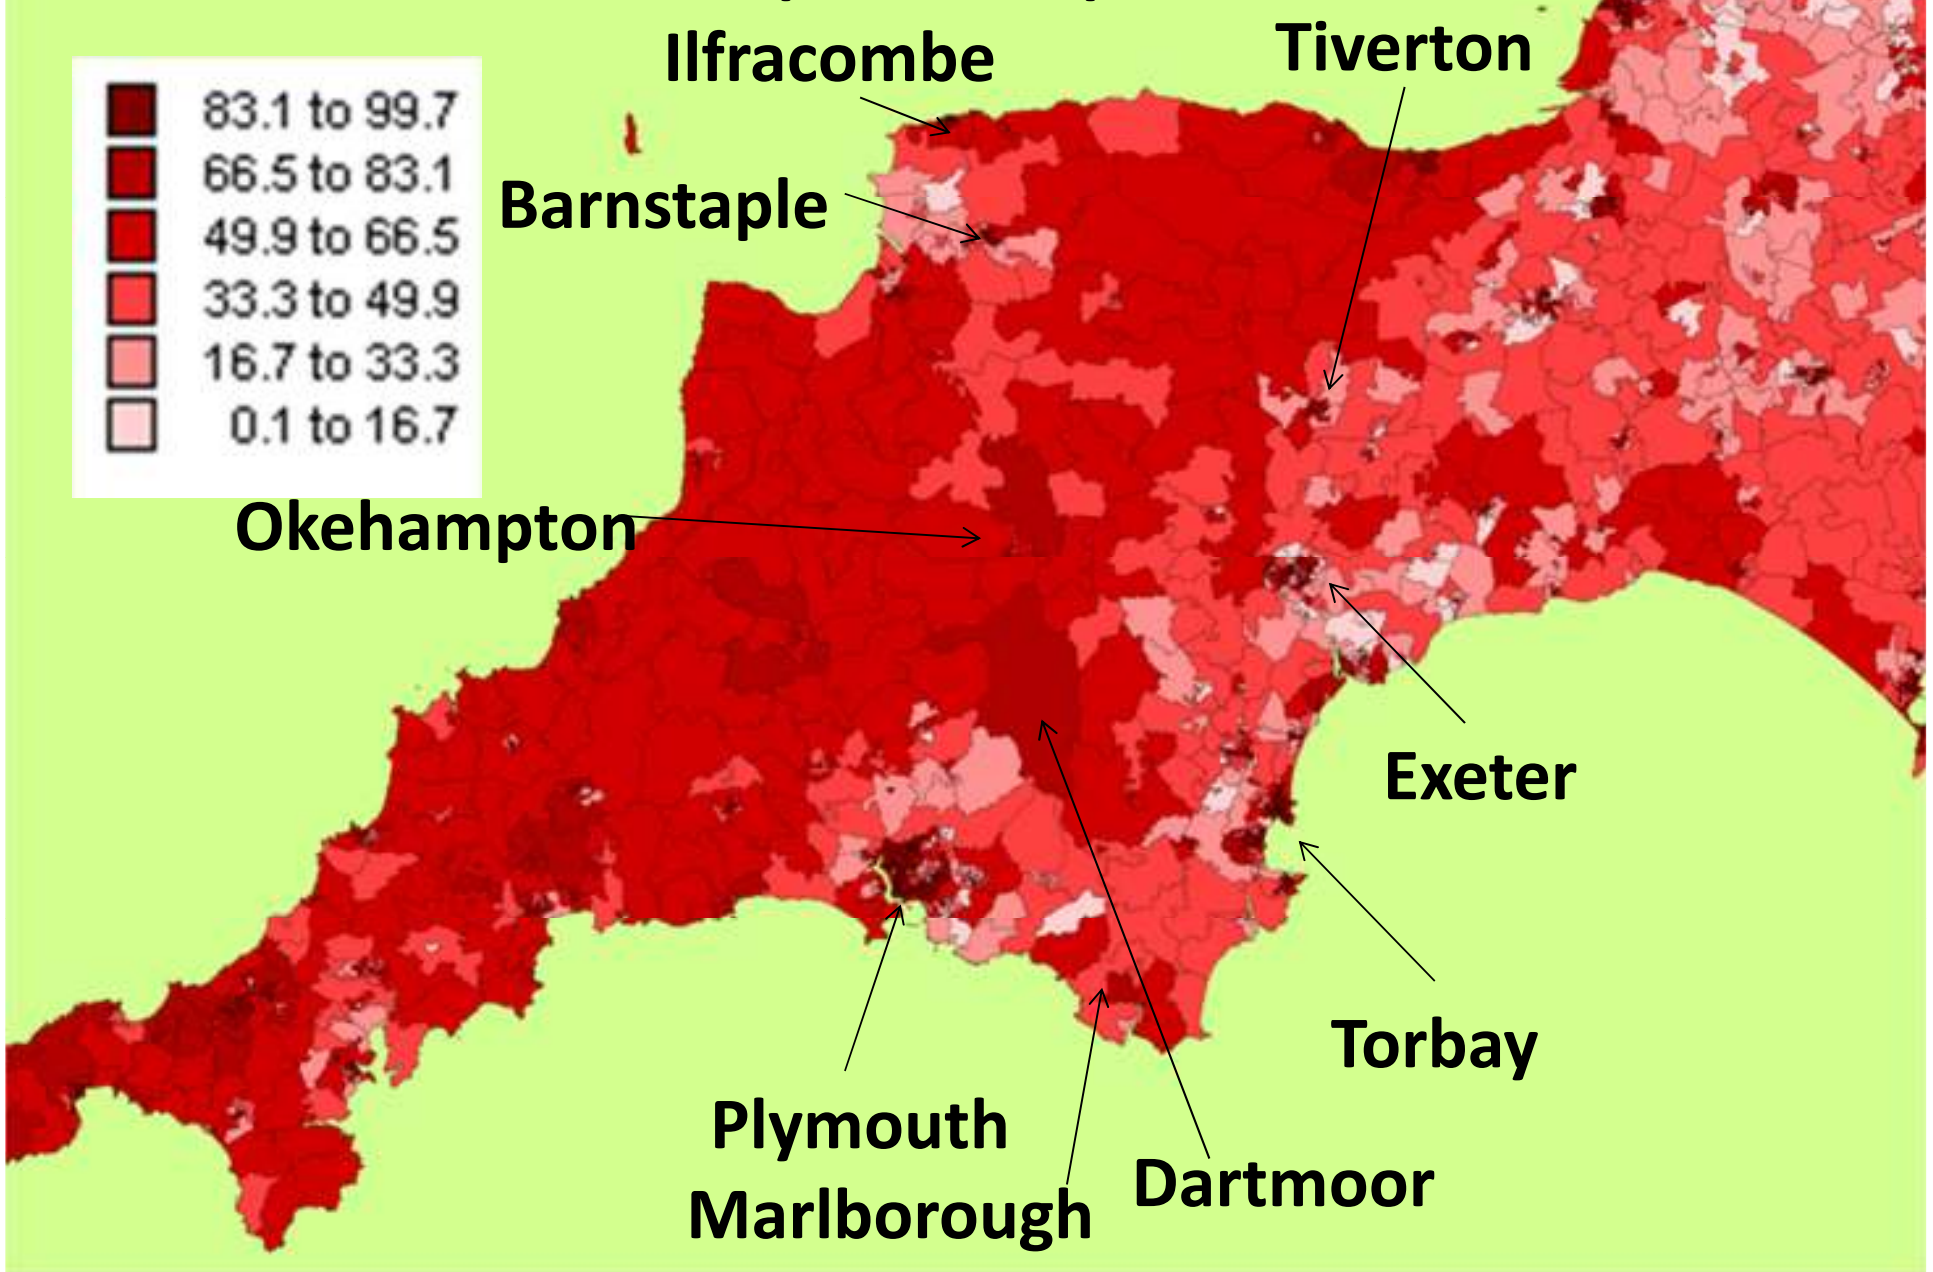 Ilfracombe
Tiverton
83.1 to 99.7
66.5 to 83.1
49.9 to 66.5
33.3 to 49.9
16.7 to 33.3
0.1 to 16.7
Barnstaple
Okehampton
Exeter
Torbay
Plymouth
Dartmoor
Marlborough